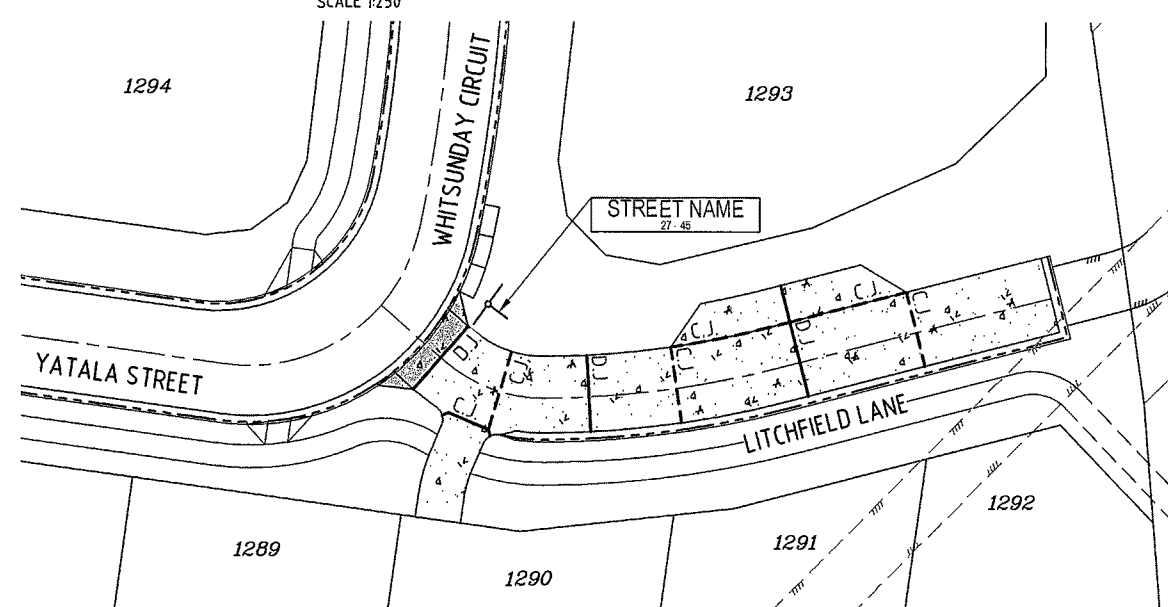 SCALE 1:250
1294
WHITSUNDAY CIRCUIT
1293
STREET NAME
27 - 45
C.J.
C.J.
C.J.
D.J.
C.J.
D.J.
C.J.
D.J.
C.J.
YATALA STREET
LITCHFIELD LANE
1289
1290
1291
1292